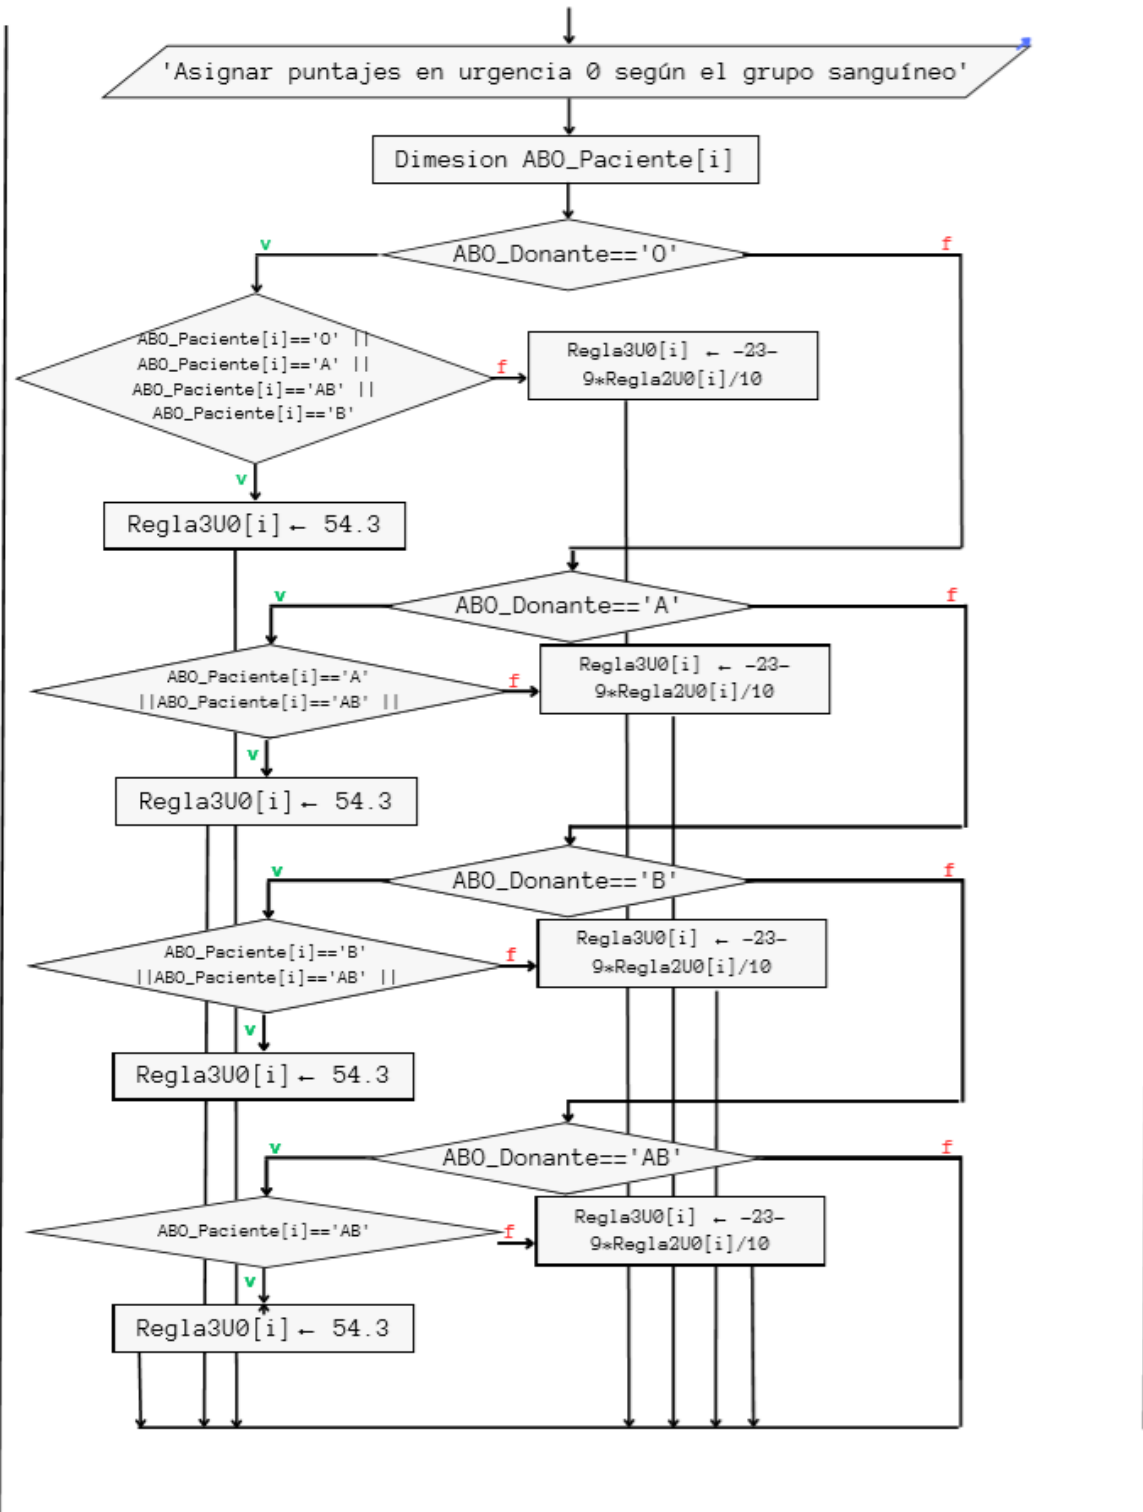 'Asignar puntajes en urgencia 0 según el grupo sanguíneo'
Dimesion ABO_Paciente[i]
v
ABO_Donante=='O'
f
ABO_Paciente[i]=='O' ||
ABO_Paciente[i]=='A' ||
ABO_Paciente[i]=='AB' ||
ABO_Paciente[i]=='B'
f
Regla3U0[i] ← -23-
9*Regla2U0[i]/10
v
Regla3U0[i]← 54.3
v
ABO_Donante=='A'
f
ABO_Paciente[i]=='A'
||ABO_Paciente[i]=='AB' ||
f
Regla3U0[i] ← -23-
9*Regla2U0[i]/10
v
Regla3U0[i]← 54.3
v
ABO_Donante=='B'
f
ABO_Paciente[i]=='B'
||ABO_Paciente[i]=='AB' ||
f
Regla3U0[i] ← -23-
9*Regla2U0[i]/10
v
Regla3U0[i]← 54.3
v
ABO_Donante=='AB'
f
ABO_Paciente[i]=='AB'
f
Regla3U0[i] ← -23-
9*Regla2U0[i]/10
v
Regla3U0[i]← 54.3